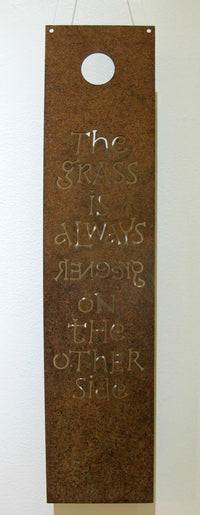 The
gRASS
is
aLWAYS
GREENER
ON
tHE
OTHER
Side